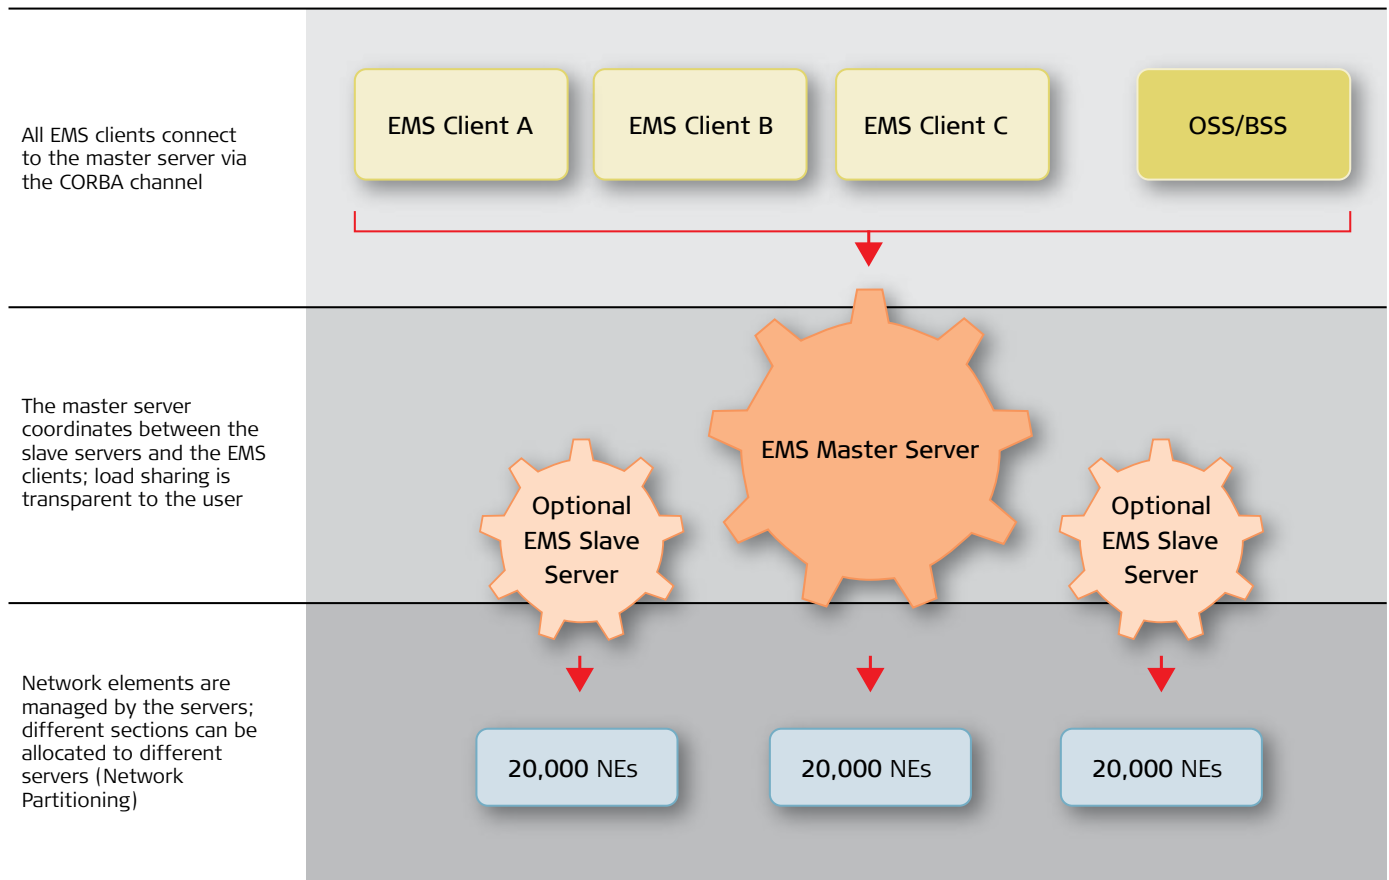 All EMS clients connect
to the master server via
the CORBA channel
EMS Client A
EMS Client B
EMS Client C
OSS/BSS
The master server
coordinates between the
slave servers and the EMS
clients; load sharing is
transparent to the user
EMS Master Server
Optional
EMS Slave
Server
Optional
EMS Slave
Server
Network elements are
managed by the servers;
different sections can be
allocated to different
servers (Network
Partitioning)
20,000 NEs
20,000 NEs
20,000 NEs